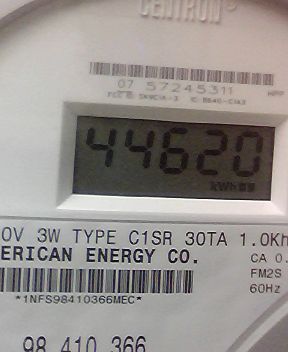 CENTRON®
07 57245311
44620
kWh
0V 3W TYPE C1SR 30TA 1.0Kh
ERICAN ENERGY CO.
CA 0.
FM2S
*1NFS98410366MEC*
60Hz
98 410 366